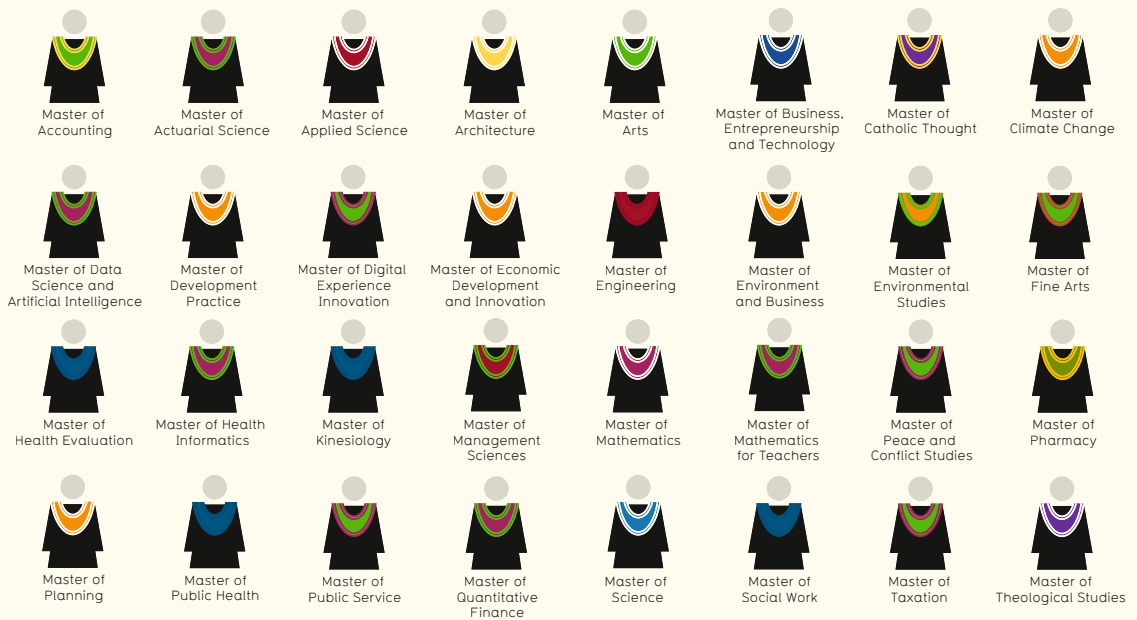 Master of
Accounting
Master of
Actuarial Science
Master of
Applied Science
Master of
Architecture
Master of
Arts
Master of Business,
Entrepreneurship
and Technology
Master of
Catholic Thought
Master of
Climate Change
Master of Data
Science and
Artificial Intelligence
Master of
Development
Practice
Master of Digital
Experience
Innovation
Master of Economic
Development
and Innovation
Master of
Engineering
Master of
Environment
and Business
Master of
Environmental
Studies
Master of
Fine Arts
Master of
Health Evaluation
Master of Health
Informatics
Master of
Kinesiology
Master of
Management
Sciences
Master of
Mathematics
Master of
Mathematics
for Teachers
Master of
Peace and
Conflict Studies
Master of
Pharmacy
Master of
Planning
Master of
Public Health
Master of
Public Service
Master of
Quantitative
Finance
Master of
Science
Master of
Social Work
Master of
Taxation
Master of
Theological Studies